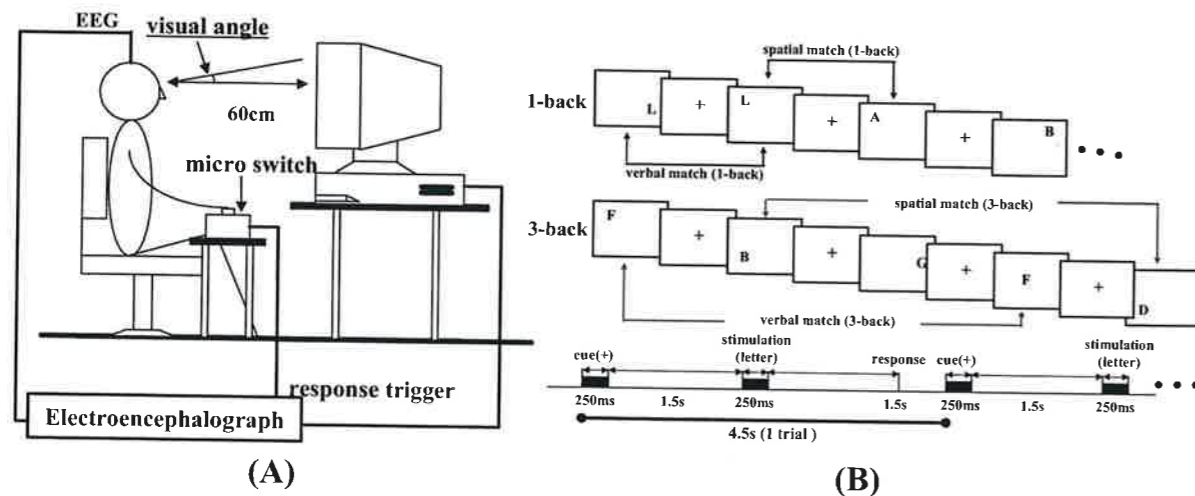 EEG
visual angle
60cm
micro switch
response trigger
Electroencephalograph
(A)
spatial match (1-back)
1-back
L
+
L
+
A
+
B
• • •
verbal match (1-back)
spatial match (3-back)
3-back
F
+
B
+
G
+
F
+
D
verbal match (3-back)
stimulation
(letter)
cue(+)
response
cue(+)
stimulation
(letter)
• • • •
250ms
1.5s
250ms
1.5s
250ms
1.5s
250ms
4.5s (1 trial )
(B)